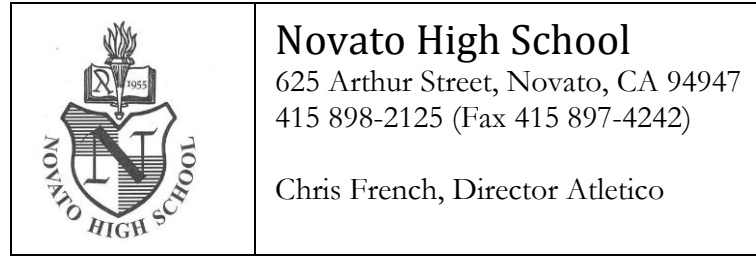 1955
N
NOVATO HIGH SCHOOL
Novato High School
625 Arthur Street, Novato, CA 94947
415 898-2125 (Fax 415 897-4242)
Chris French, Director Atletico